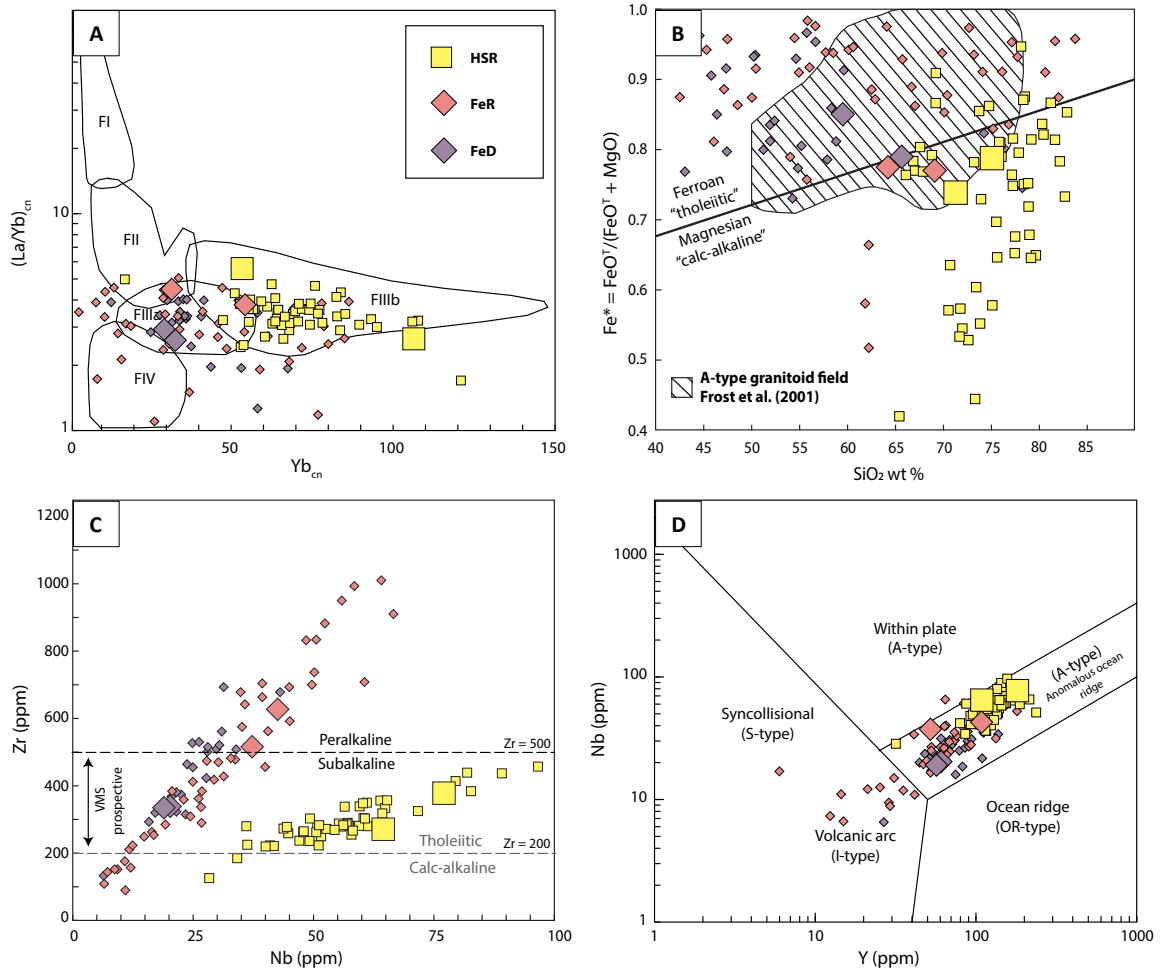 A
HSR
FeR
FeD
FI
FII
FIIIa
FIIIb
FIV
10
1
(La/Yb)cn
0
50
100
150
Ybcn
B
1.0
0.9
0.8
0.7
0.6
0.5
0.4
Fe* = FeOᵀ/(FeOᵀ + MgO)
Ferroan
“tholeiitic”
Magnesian
“calc-alkaline”
A-type granitoid field
Frost et al. (2001)
40 45 50 55 60 65 70 75 80 85
SiO₂ wt %
C
1200
1000
800
600
400
200
0
Zr (ppm)
Peralkaline
Zr = 500
Subalkaline
VMS
prospective
Tholeiitic
Zr = 200
Calc-alkaline
0 25 50 75 100
Nb (ppm)
D
1000
100
10
1
Nb (ppm)
Within plate
(A-type)
(A-type)
Anomalous ocean
ridge
Syncollisional
(S-type)
Volcanic arc
(I-type)
Ocean ridge
(OR-type)
1 10 100 1000
Y (ppm)